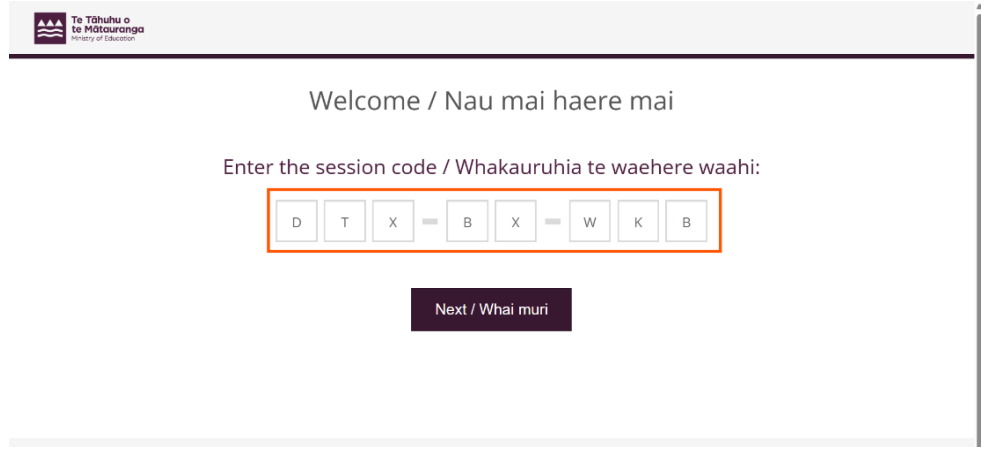 Te Tāhuhu o
te Mātauranga
Ministry of Education
Welcome / Nau mai haere mai
Enter the session code / Whakauruhia te waehere waahi:
D T X – B X – W K B
Next / Whai muri